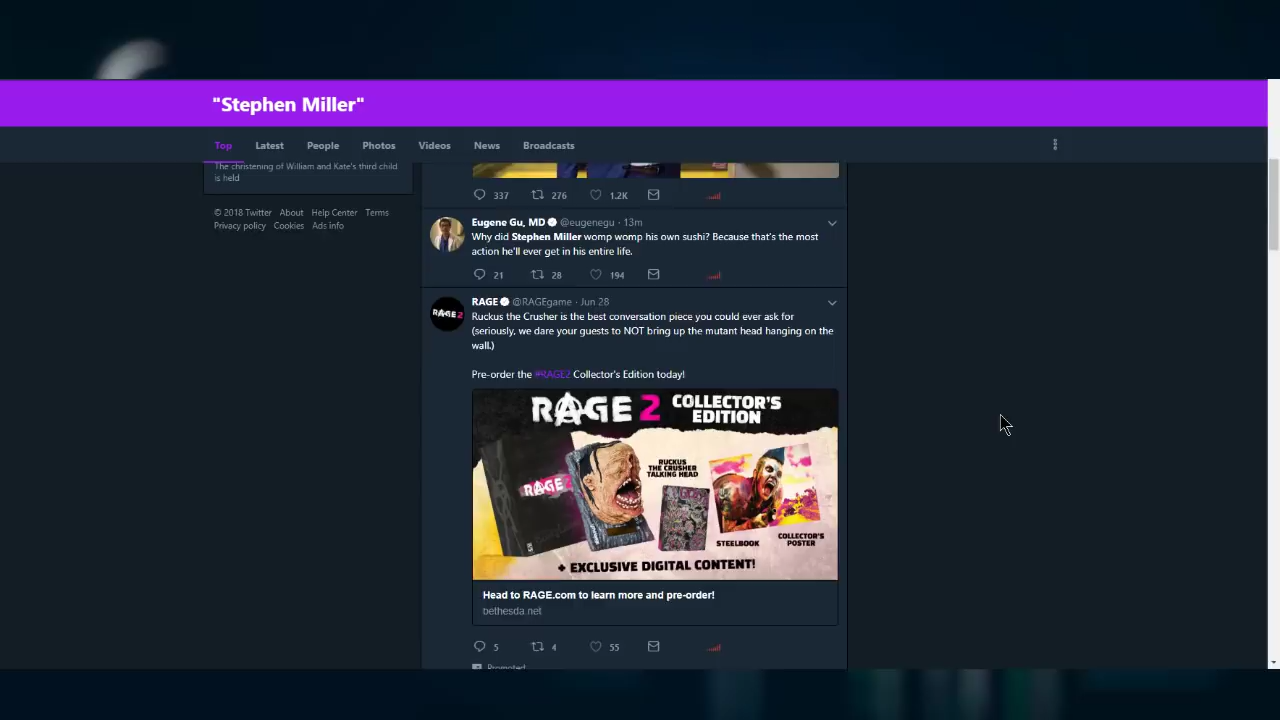 "Stephen Miller"
Top Latest People Photos Videos News Broadcasts
The christening of William and Kate's third child
is held
© 2018 Twitter About Help Center Terms
Privacy policy Cookies Ads info
337 276 1.2K
Eugene Gu, MD @eugenegu · 13m
Why did Stephen Miller womp womp his own sushi? Because that's the most
action he'll ever get in his entire life.
21 28 194
RAGE 2
RAGE @RAGEgame · Jun 28
Ruckus the Crusher is the best conversation piece you could ever ask for
(seriously, we dare your guests to NOT bring up the mutant head hanging on the
wall.)
Pre-order the #RAGE2 Collector's Edition today!
RAGE 2 COLLECTOR'S
EDITION
RAGE 2
RUCKUS
THE CRUSHER
TALKING HEAD
STEELBOOK
COLLECTOR'S
POSTER
+ EXCLUSIVE DIGITAL CONTENT!
Head to RAGE.com to learn more and pre-order!
bethesda.net
5 4 55
Promoted